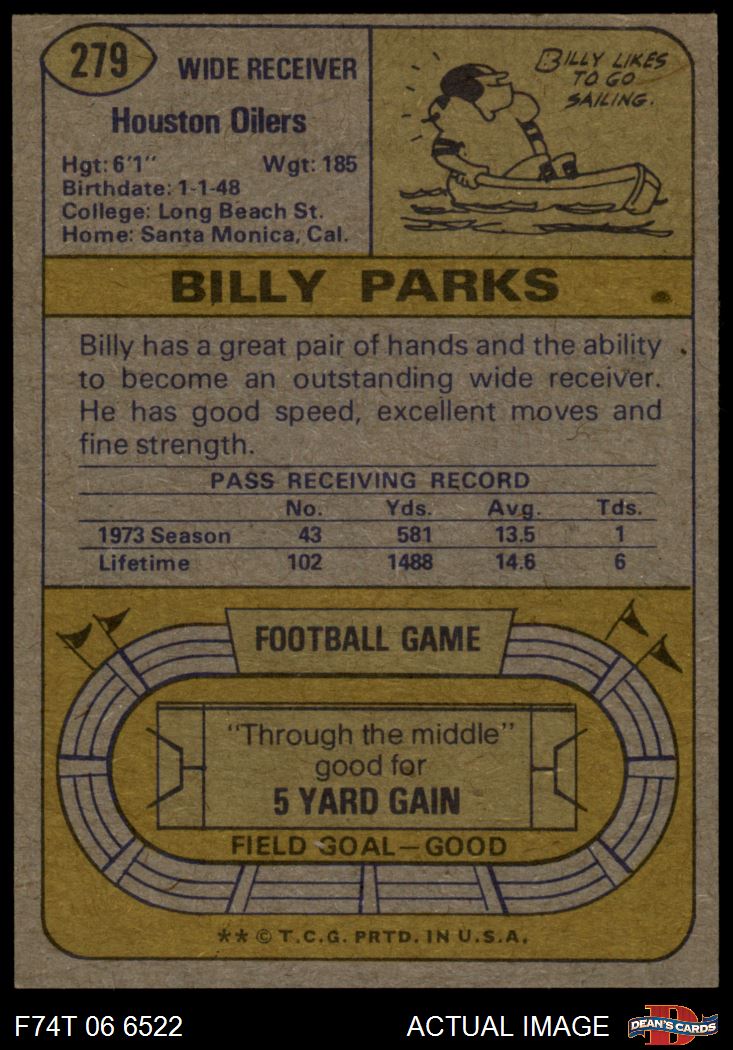 279
WIDE RECEIVER
Houston Oilers
Hgt: 6'1" Wgt: 185
Birthdate: 1-1-48
College: Long Beach St.
Home: Santa Monica, Cal.
BILLY LIKES
TO GO
SAILING.
BILLY PARKS
Billy has a great pair of hands and the ability
to become an outstanding wide receiver.
He has good speed, excellent moves and
fine strength.
PASS RECEIVING RECORD
No. Yds. Avg. Tds.
1973 Season 43 581 13.5 1
Lifetime 102 1488 14.6 6
FOOTBALL GAME
"Through the middle"
good for
5 YARD GAIN
FIELD GOAL—GOOD
** © T.C.G. PRTD. IN U.S.A.
F74T 06 6522 ACTUAL IMAGE
D
DEAN'S CARDS